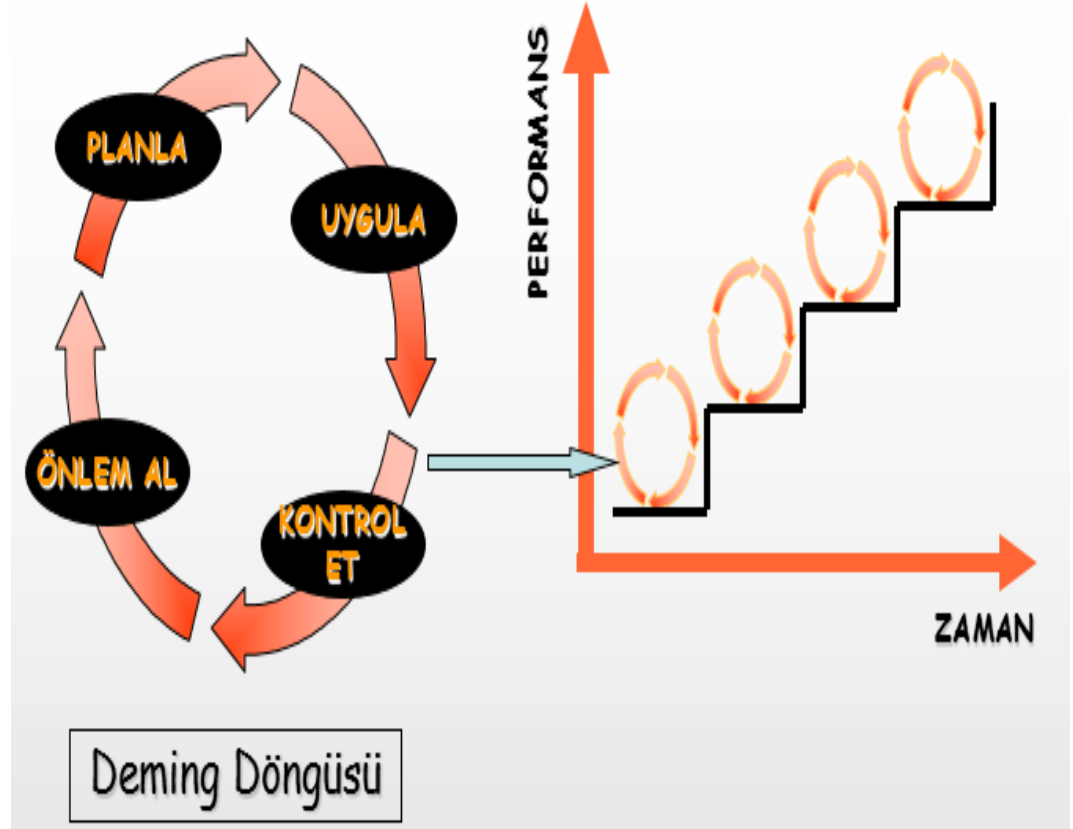 PLANLA
UYGULA
KONTROL
ET
ÖNLEM AL
Deming Döngüsü
PERFORMANS
ZAMAN